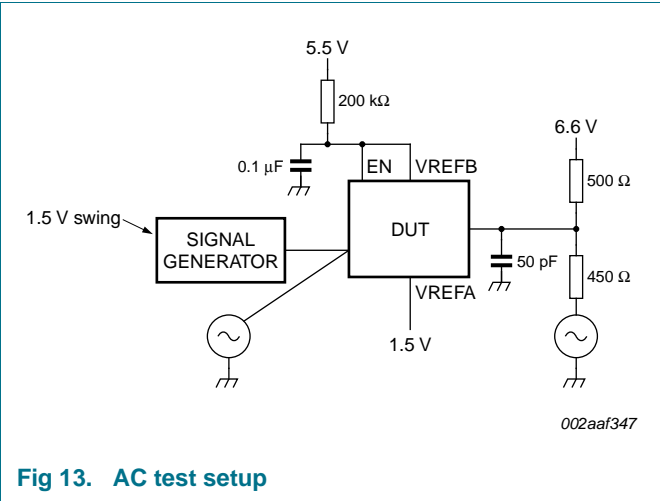 5.5 V
200 kΩ
6.6 V
0.1 μF
EN
VREFB
500 Ω
1.5 V swing
SIGNAL
GENERATOR
DUT
50 pF
450 Ω
VREFA
1.5 V
002aaf347
Fig 13. AC test setup